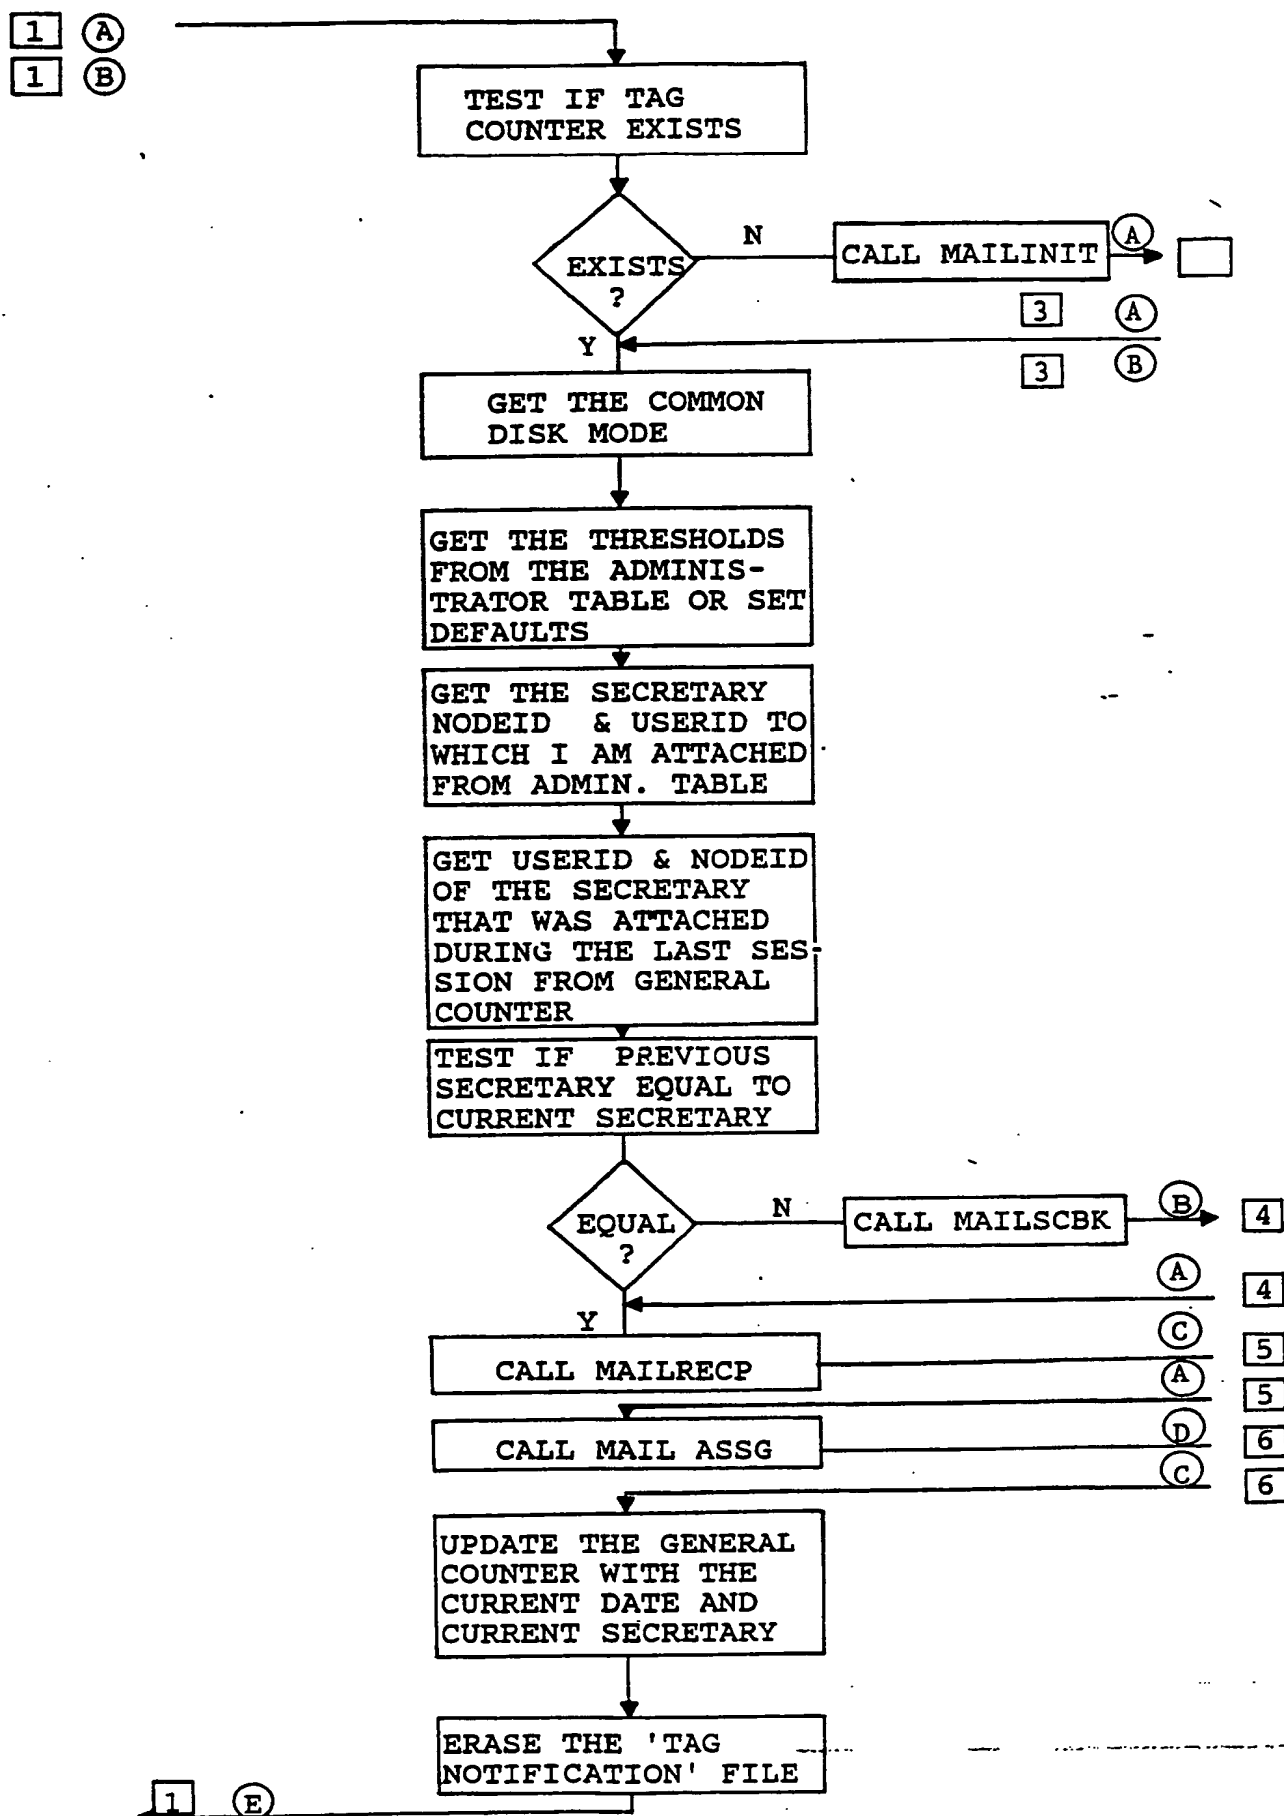 1 A
1 B
TEST IF TAG
COUNTER EXISTS
EXISTS
?
N
CALL MAILINIT
A
3 A
Y
3 B
GET THE COMMON
DISK MODE
GET THE THRESHOLDS
FROM THE ADMINIS-
TRATOR TABLE OR SET
DEFAULTS
GET THE SECRETARY
NODEID & USERID TO
WHICH I AM ATTACHED
FROM ADMIN. TABLE
GET USERID & NODEID
OF THE SECRETARY
THAT WAS ATTACHED
DURING THE LAST SES-
SION FROM GENERAL
COUNTER
TEST IF PREVIOUS
SECRETARY EQUAL TO
CURRENT SECRETARY
EQUAL
?
N
CALL MAILSCBK
B 4
A 4
Y
CALL MAILRECP
C 5
A 5
CALL MAIL ASSG
D 6
C 6
UPDATE THE GENERAL
COUNTER WITH THE
CURRENT DATE AND
CURRENT SECRETARY
ERASE THE 'TAG
NOTIFICATION' FILE
1 E